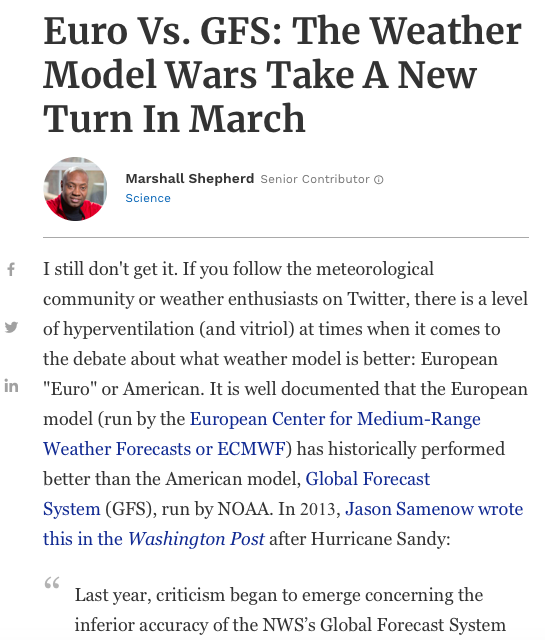 Euro Vs. GFS: The Weather
Model Wars Take A New
Turn In March
Marshall Shepherd Senior Contributor
Science
I still don't get it. If you follow the meteorological
community or weather enthusiasts on Twitter, there is a level
of hyperventilation (and vitriol) at times when it comes to
the debate about what weather model is better: European
"Euro" or American. It is well documented that the European
model (run by the European Center for Medium-Range
Weather Forecasts or ECMWF) has historically performed
better than the American model, Global Forecast
System (GFS), run by NOAA. In 2013, Jason Samenow wrote
this in the Washington Post after Hurricane Sandy:
“ Last year, criticism began to emerge concerning the
inferior accuracy of the NWS’s Global Forecast System